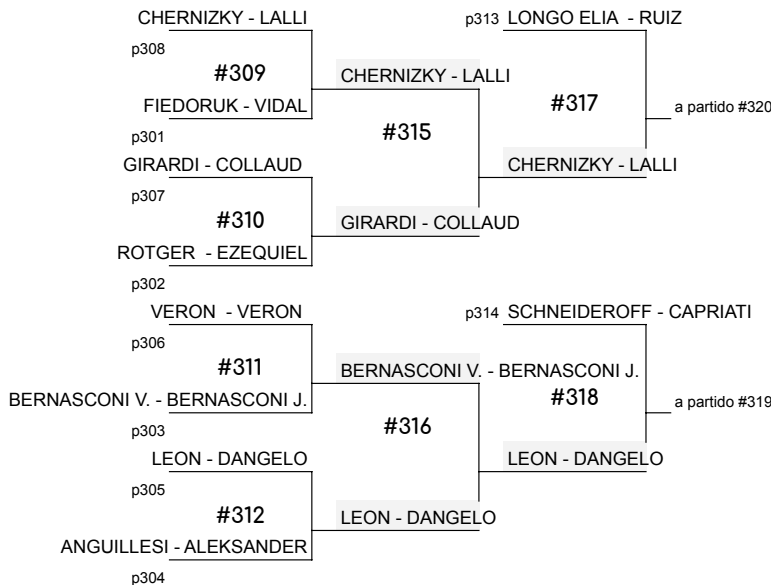 CHERNIZKY - LALLI
p308
#309
FIEDORUK - VIDAL
p301
GIRARDI - COLLAUD
p307
#310
ROTGER - EZEQUIEL
p302
CHERNIZKY - LALLI
#315
GIRARDI - COLLAUD
p313 LONGO ELIA - RUIZ
#317
a partido #320
CHERNIZKY - LALLI
VERON - VERON
p306
#311
BERNASCONI V. - BERNASCONI J.
p303
LEON - DANGELO
p305
#312
ANGUILLESI - ALEKSANDER
p304
BERNASCONI V. - BERNASCONI J.
#316
LEON - DANGELO
p314 SCHNEIDEROFF - CAPRIATI
#318
a partido #319
LEON - DANGELO